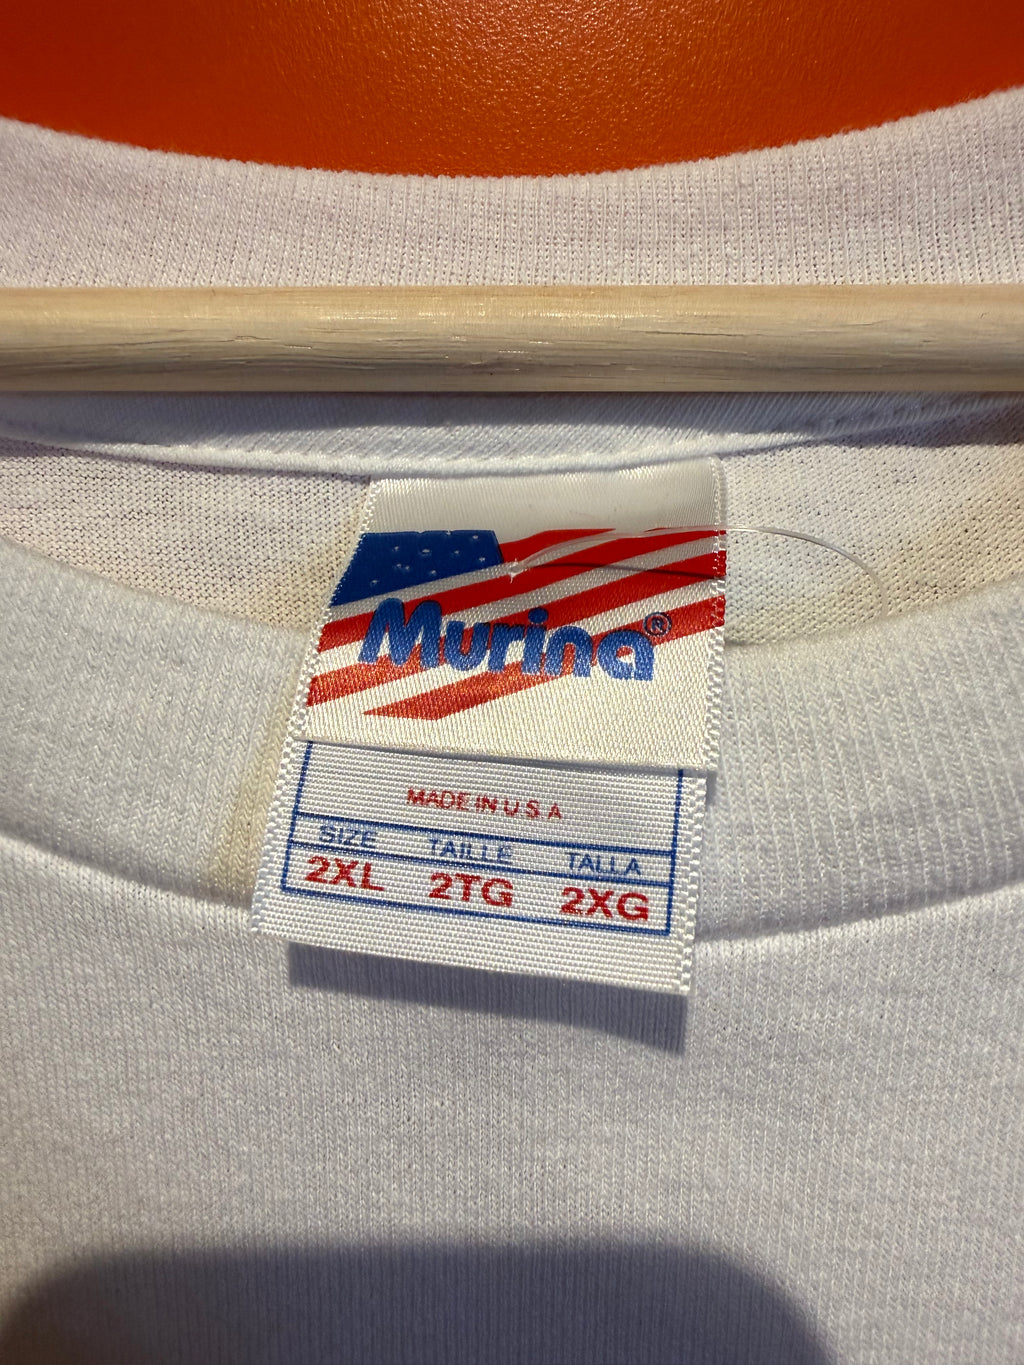 Murina®
MADE IN U S A
SIZE TAILLE TALLA
2XL 2TG 2XG